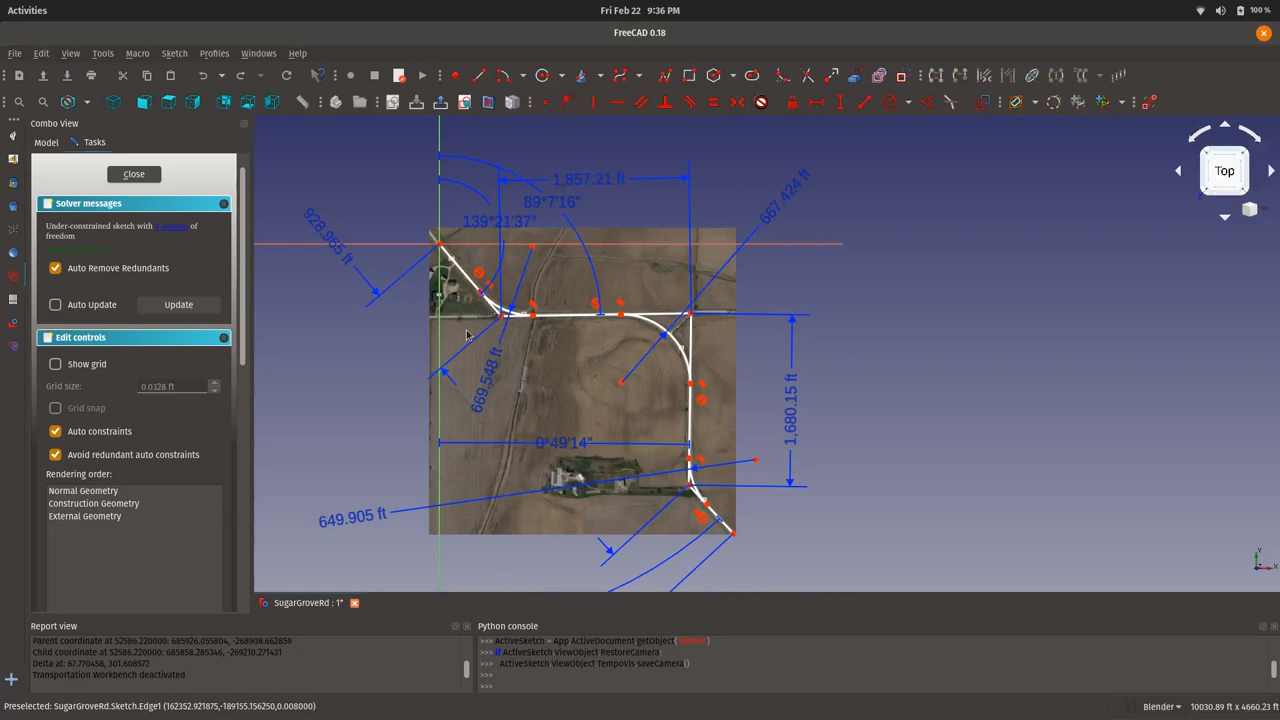 Activities
Fri Feb 22 9:36 PM
100 %
FreeCAD 0.18
File Edit View Tools Macro Sketch Profiles Windows Help
Combo View
Model Tasks
Close
Solver messages
Under-constrained sketch with of
freedom
Auto Remove Redundants
Auto Update Update
Edit controls
Show grid
Grid size: 0.0328 ft
Grid snap
Auto constraints
Avoid redundant auto constraints
Rendering order:
Normal Geometry
Construction Geometry
External Geometry
1,857.21 ft
89°7'16"
139°21'37"
928.965 ft
667.424 ft
669.548 ft
1,680.15 ft
0°49'14"
649.905 ft
Top
Z
Y
X
SugarGroveRd : 1*
Report view
Parent coordinate at 52586.220000: 685926.055804, -268908.662859
Child coordinate at 52586.220000: 685858.285346, -269210.271431
Delta at: 67.770458, 301.608572
Transportation Workbench deactivated
Python console
>>> ActiveSketch = App.ActiveDocument.getObject('Sketch')
>>> if ActiveSketch.ViewObject.RestoreCamera:
>>> ActiveSketch.ViewObject.TempoVis.saveCamera()
>>>
>>>
Preselected: SugarGroveRd.Sketch.Edge1 (162352.921875,-189155.156250,0.008000)
Blender
10030.89 ft x 4660.23 ft